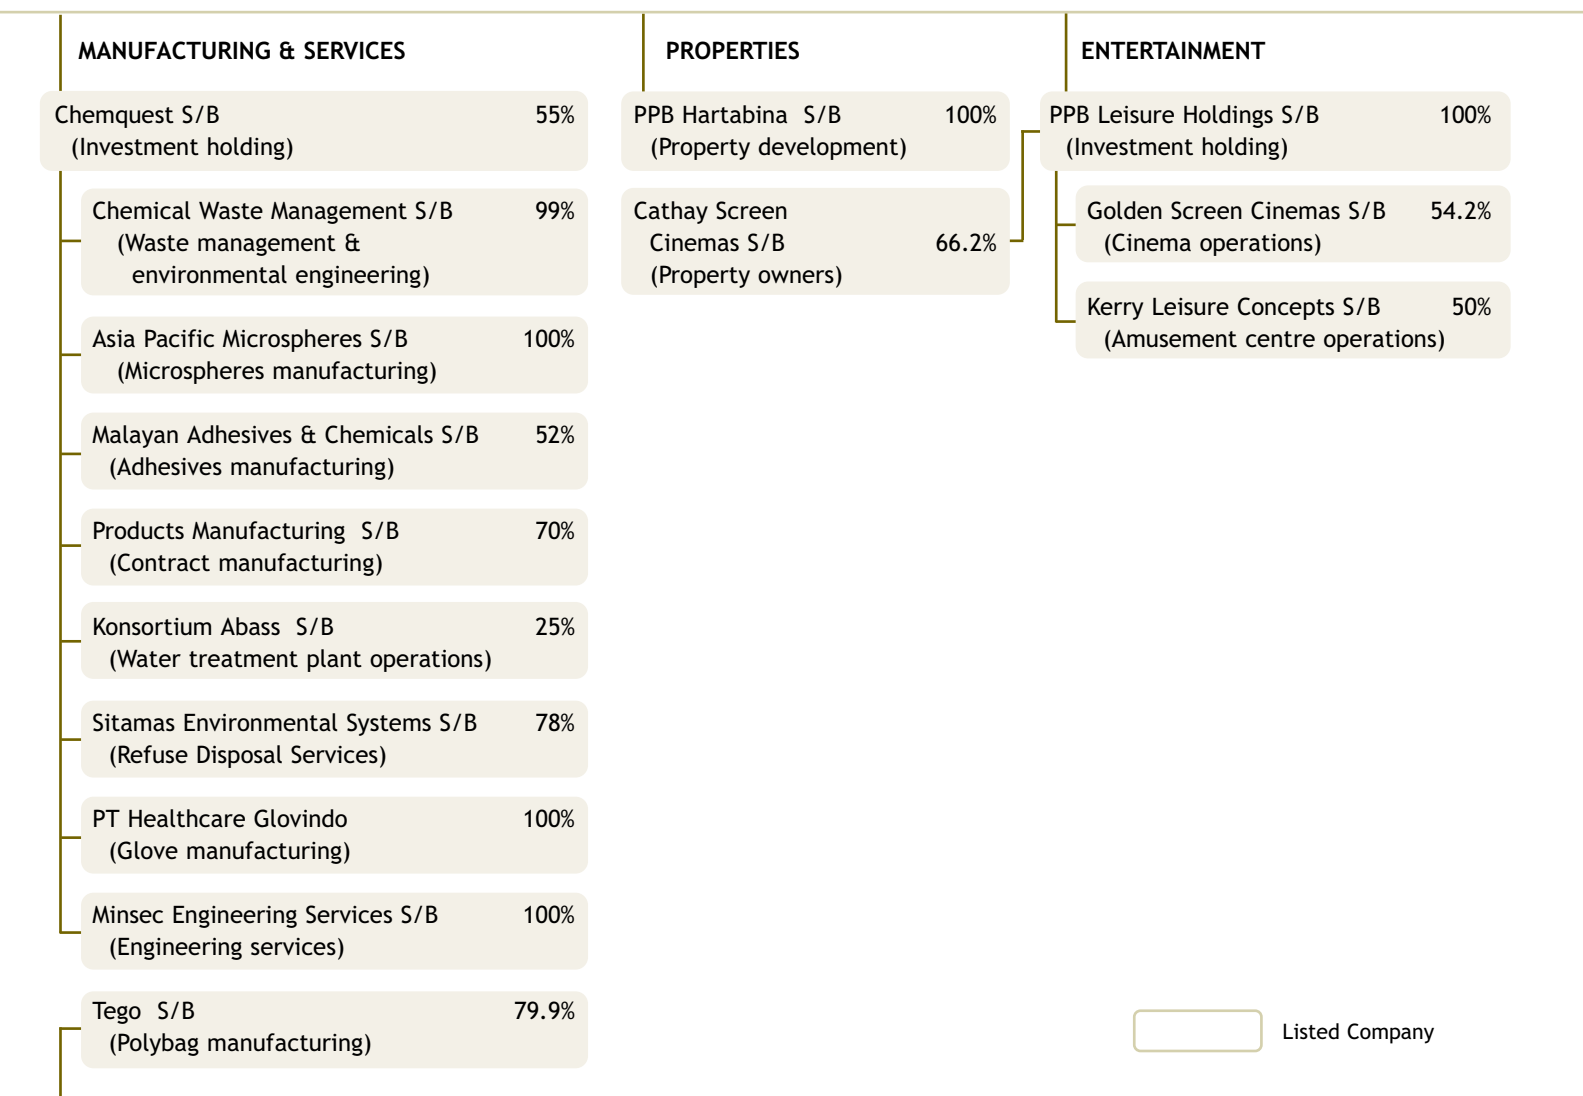 MANUFACTURING & SERVICES
Chemquest S/B 55%
(Investment holding)
Chemical Waste Management S/B 99%
(Waste management &
environmental engineering)
Asia Pacific Microspheres S/B 100%
(Microspheres manufacturing)
Malayan Adhesives & Chemicals S/B 52%
(Adhesives manufacturing)
Products Manufacturing S/B 70%
(Contract manufacturing)
Konsortium Abass S/B 25%
(Water treatment plant operations)
Sitamas Environmental Systems S/B 78%
(Refuse Disposal Services)
PT Healthcare Glovindo 100%
(Glove manufacturing)
Minsec Engineering Services S/B 100%
(Engineering services)
Tego S/B 79.9%
(Polybag manufacturing)
PROPERTIES
PPB Hartabina S/B 100%
(Property development)
Cathay Screen
Cinemas S/B 66.2%
(Property owners)
ENTERTAINMENT
PPB Leisure Holdings S/B 100%
(Investment holding)
Golden Screen Cinemas S/B 54.2%
(Cinema operations)
Kerry Leisure Concepts S/B 50%
(Amusement centre operations)
Listed Company